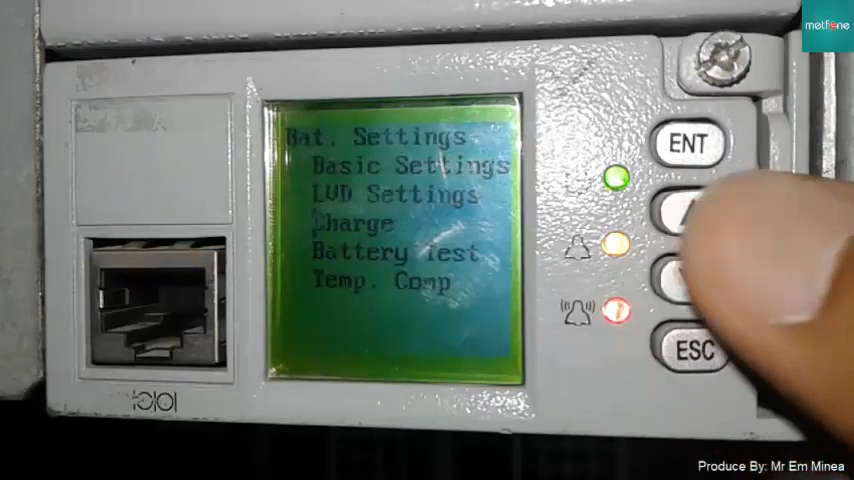 metfone
Bat. Settings
Basic Settings
LVD Settings
Charge
Battery Test
Temp. Comp
ENT
ESC
Produce By: Mr Em Minea